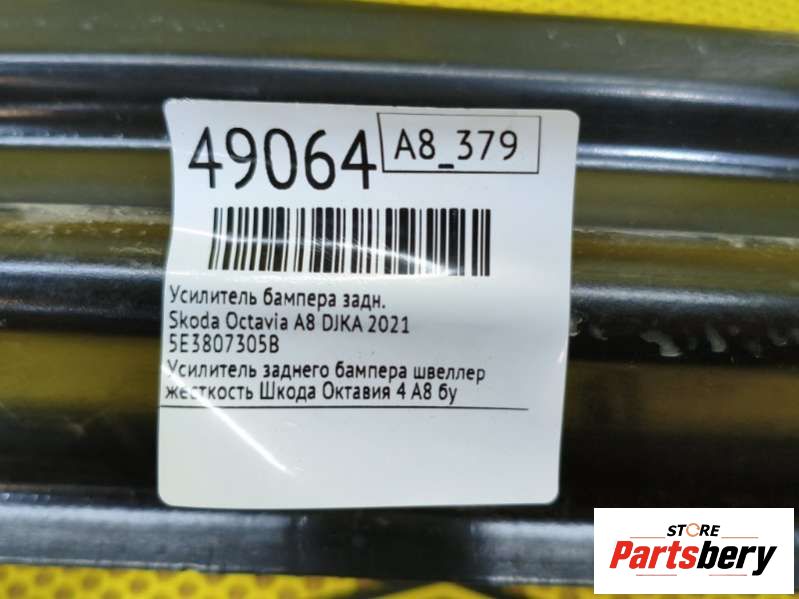 49064
A8_379
Усилитель бампера задн.
Skoda Octavia A8 DJKA 2021
5E3807305B
Усилитель заднего бампера швеллер
жесткость Шкода Октавия 4 А8 бу
STORE
Partsbery